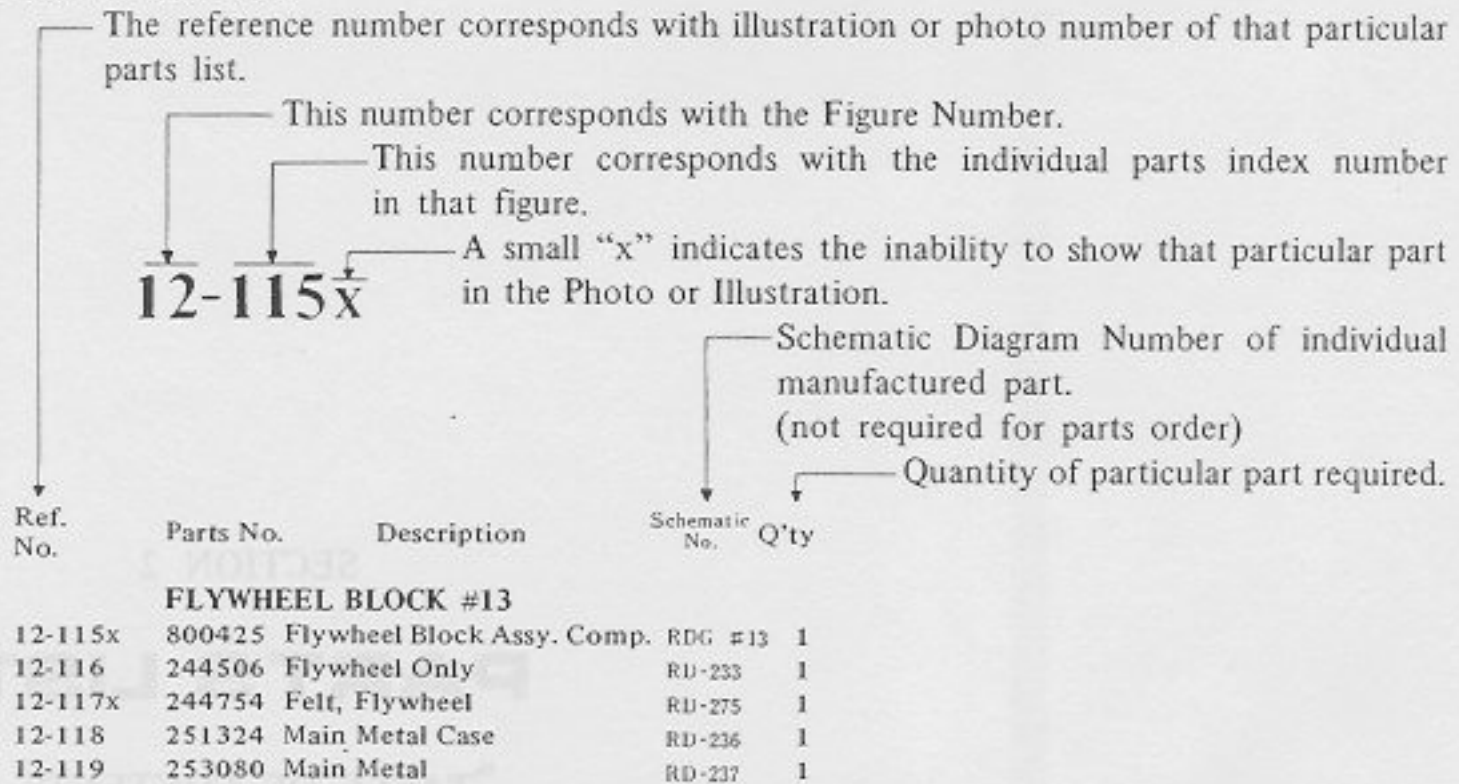 The reference number corresponds with illustration or photo number of that particular
parts list.
This number corresponds with the Figure Number.
This number corresponds with the individual parts index number
in that figure.
A small “x” indicates the inability to show that particular part
in the Photo or Illustration.
12-115x
Schematic Diagram Number of individual
manufactured part.
(not required for parts order)
Quantity of particular part required.
Ref. No. Parts No. Description Schematic No. Q'ty
FLYWHEEL BLOCK #13
12-115x 800425 Flywheel Block Assy. Comp. RDG #13 1
12-116 244506 Flywheel Only RD-233 1
12-117x 244754 Felt, Flywheel RD-275 1
12-118 251324 Main Metal Case RD-236 1
12-119 253080 Main Metal RD-237 1
SECTION 2